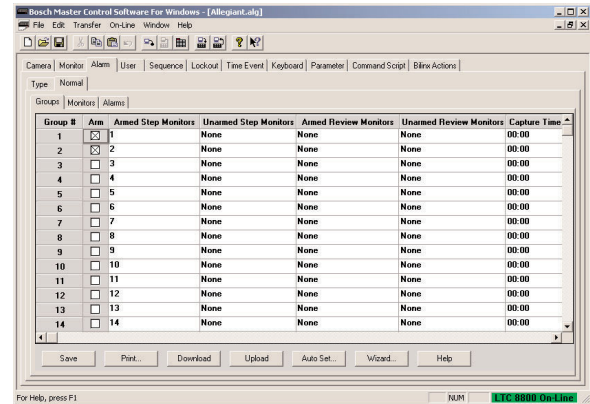 Bosch Master Control Software For Windows - [Allegiant.alg]
File Edit Transfer On-Line Window Help
Camera Monitor Alarm User Sequence Lockout Time Event Keyboard Parameter Command Script Bilinx Actions
Type Normal
Groups Monitors Alarms
Group # Arm Armed Step Monitors Unarmed Step Monitors Armed Review Monitors Unarmed Review Monitors Capture Time
1 1 None None None 00:00
2 2 None None None 00:00
3 3 None None None 00:00
4 4 None None None 00:00
5 5 None None None 00:00
6 6 None None None 00:00
7 7 None None None 00:00
8 8 None None None 00:00
9 9 None None None 00:00
10 10 None None None 00:00
11 11 None None None 00:00
12 12 None None None 00:00
13 13 None None None 00:00
14 14 None None None 00:00
Save Print... Download Upload Auto Set... Wizard... Help
For Help, press F1 NUM LTC 8800 On-Line